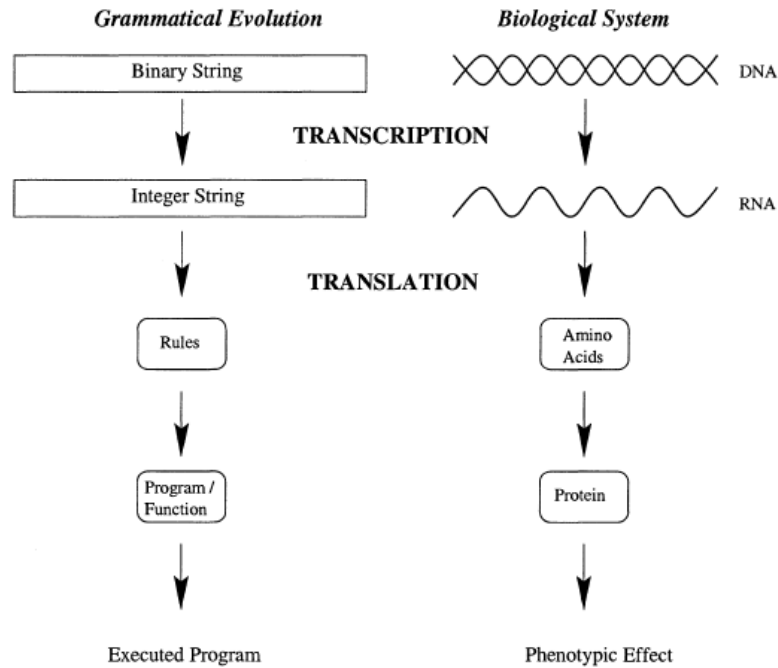 Grammatical Evolution
Biological System
Binary String
DNA
TRANSCRIPTION
Integer String
RNA
TRANSLATION
Rules
Amino
Acids
Program /
Function
Protein
Executed Program
Phenotypic Effect